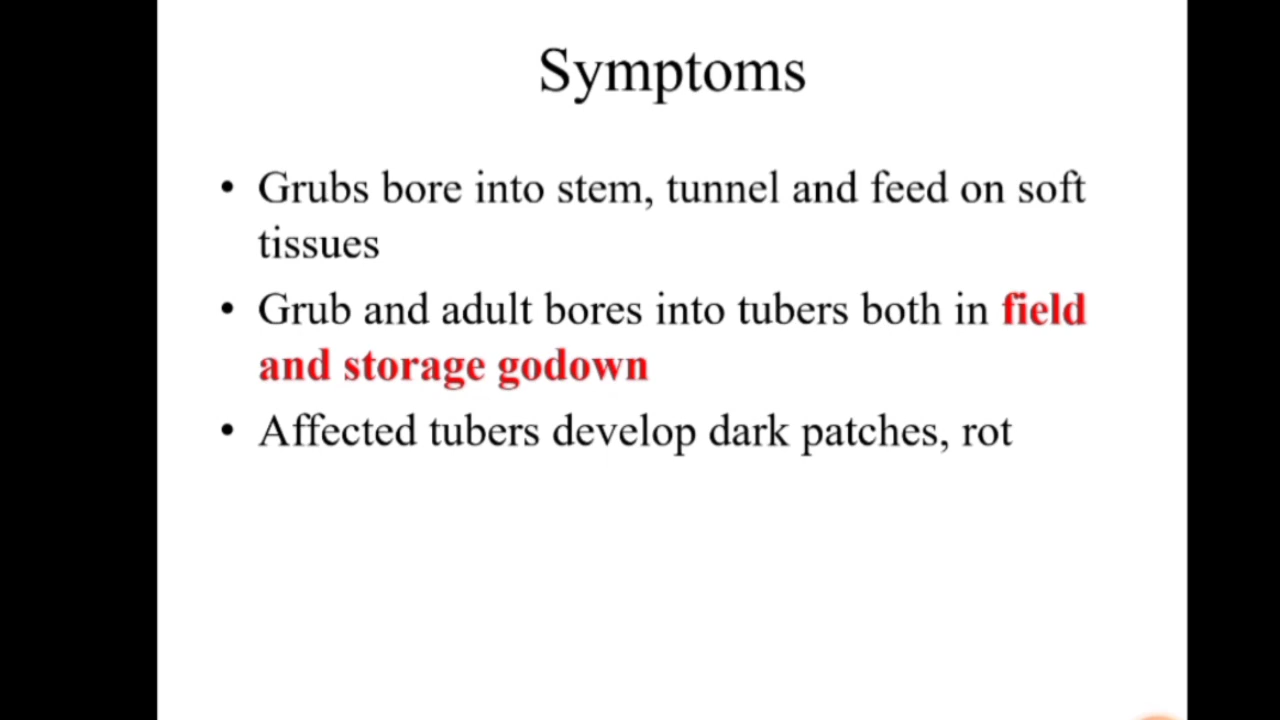 Symptoms
• Grubs bore into stem, tunnel and feed on soft
tissues
• Grub and adult bores into tubers both in field
and storage godown
• Affected tubers develop dark patches, rot